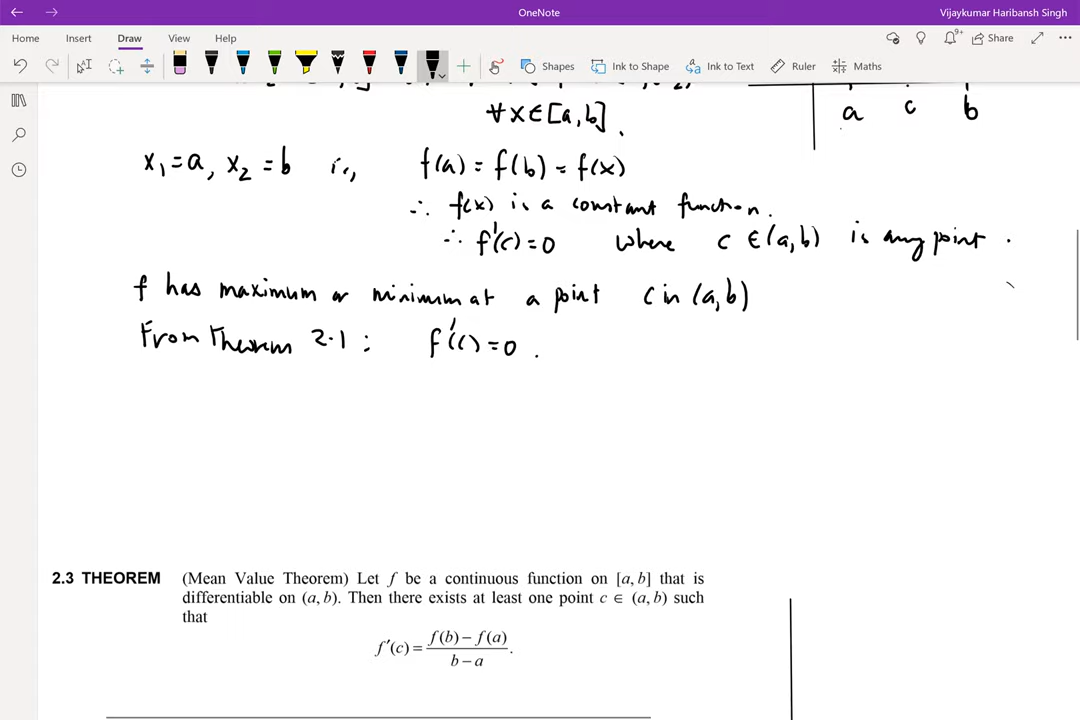 OneNote
Vijaykumar Haribansh Singh
Home Insert Draw View Help
9+
Share
Shapes Ink to Shape Ink to Text Ruler Maths
∀x∈[a,b].
a c b
x₁=a, x₂=b i.e., f(a) = f(b) = f(x)
∴ f(x) is a constant function.
∴ f'(c)=0 where c ∈(a,b) is any point.
f has maximum or minimum at a point c in (a,b)
From Theorem 2.1: f'(c)=0.
2.3 THEOREM (Mean Value Theorem) Let f be a continuous function on [a, b] that is
differentiable on (a, b). Then there exists at least one point c ∈ (a, b) such
that
f′(c) = (f(b) − f(a)) / (b − a).